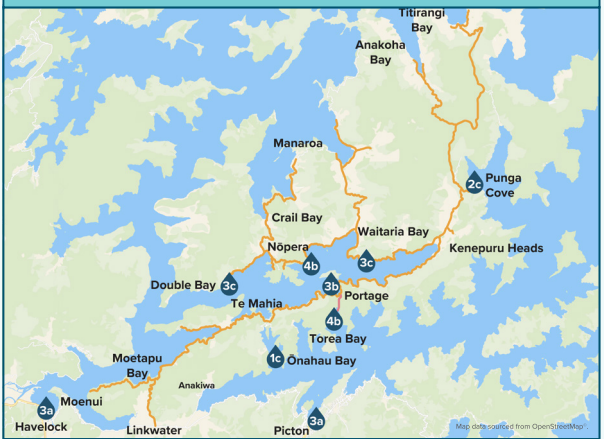 Titirangi
Bay
Anakoha
Bay
Manaroa
2c
Punga
Cove
Crail Bay
Waitaria Bay
Nōpera
Kenepuru Heads
4b
3c
Double Bay
3c
3b
Portage
Te Mahia
4b
Torea Bay
Moetapu
Bay
1c
Ōnahau Bay
Anakiwa
Moenui
3a
Havelock
Linkwater
Picton
3a
Map data sourced from OpenStreetMap